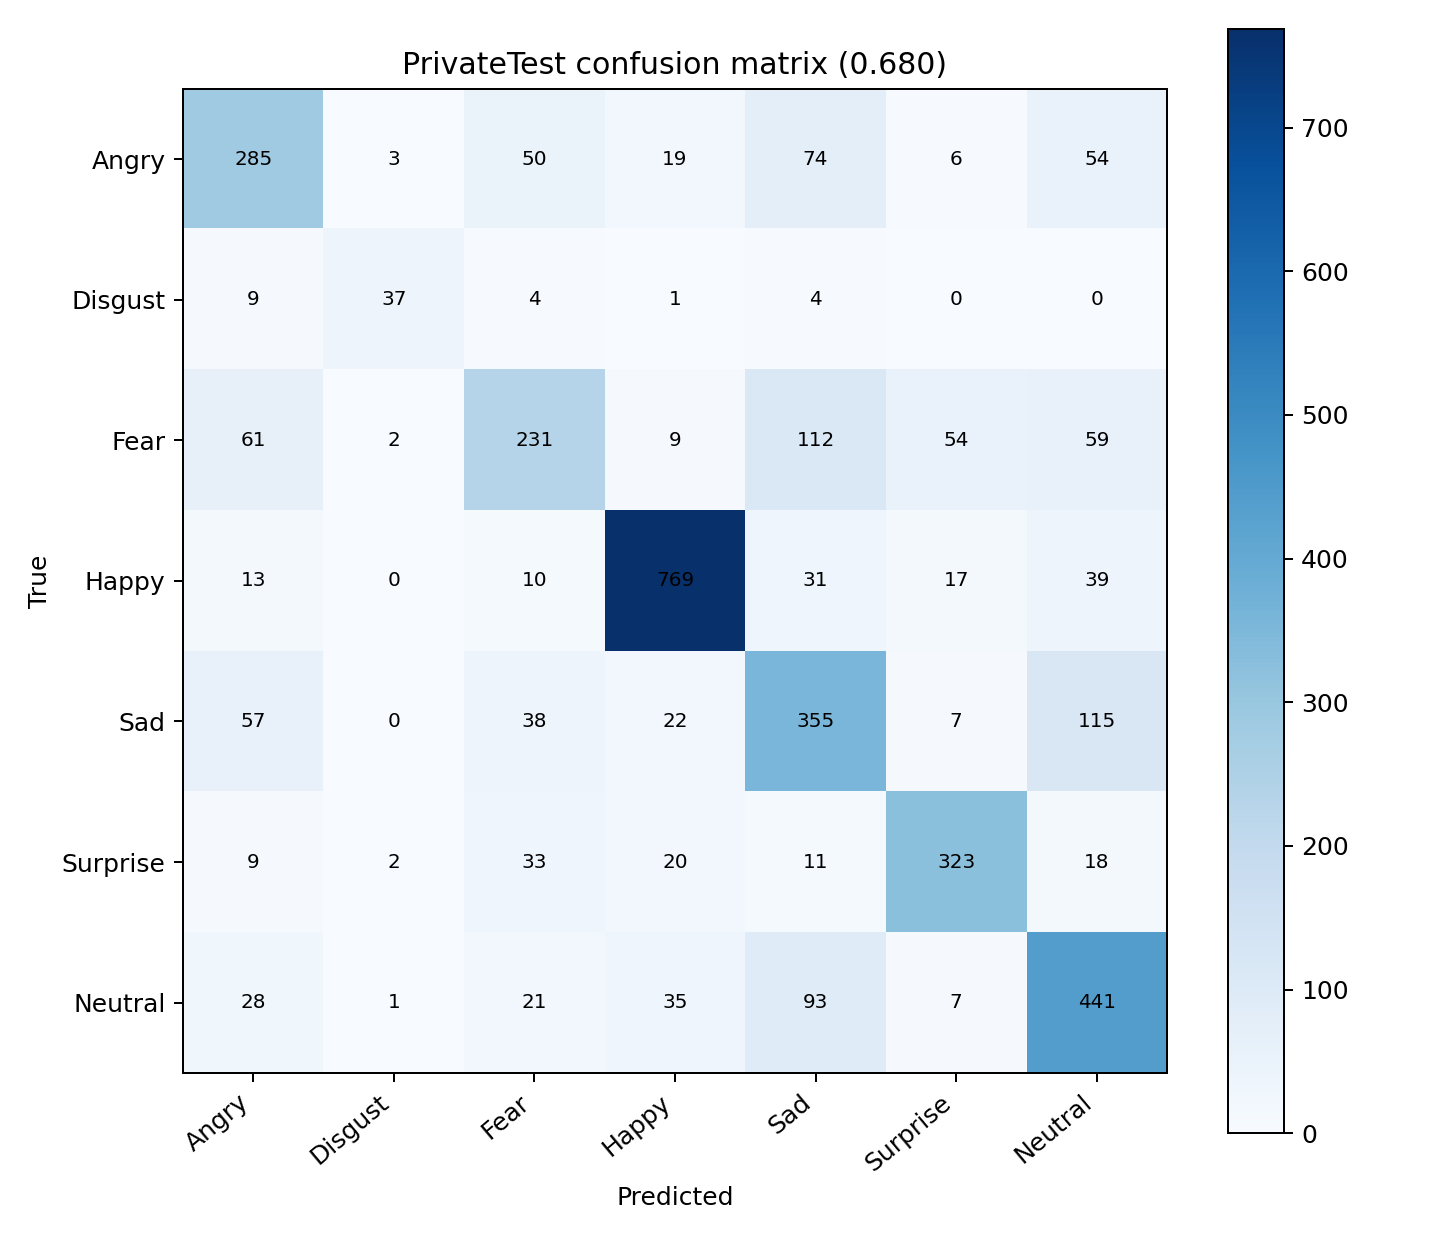 PrivateTest confusion matrix (0.680)
True
Angry 285 3 50 19 74 6 54
Disgust 9 37 4 1 4 0 0
Fear 61 2 231 9 112 54 59
Happy 13 0 10 769 31 17 39
Sad 57 0 38 22 355 7 115
Surprise 9 2 33 20 11 323 18
Neutral 28 1 21 35 93 7 441
Angry Disgust Fear Happy Sad Surprise Neutral
Predicted
700
600
500
400
300
200
100
0